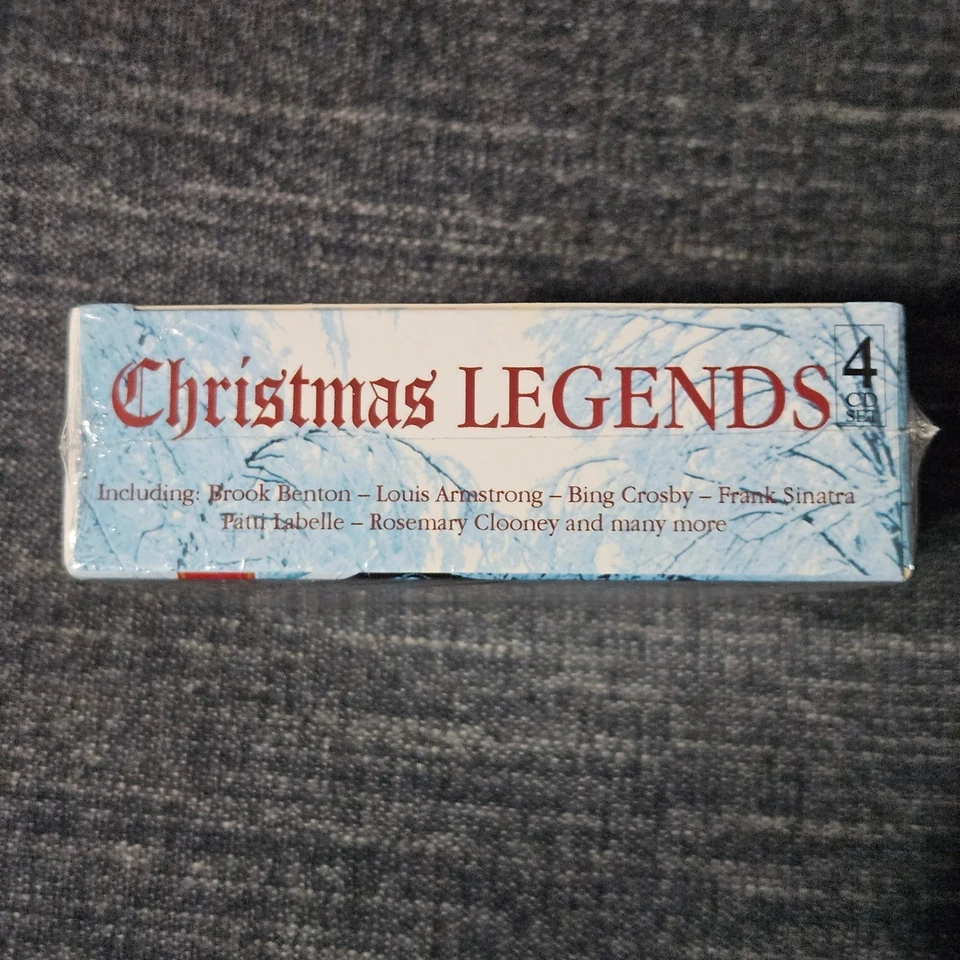 Christmas LEGENDS
4
CD
SET
Including: Brook Benton – Louis Armstrong – Bing Crosby – Frank Sinatra
Patti Labelle – Rosemary Clooney and many more